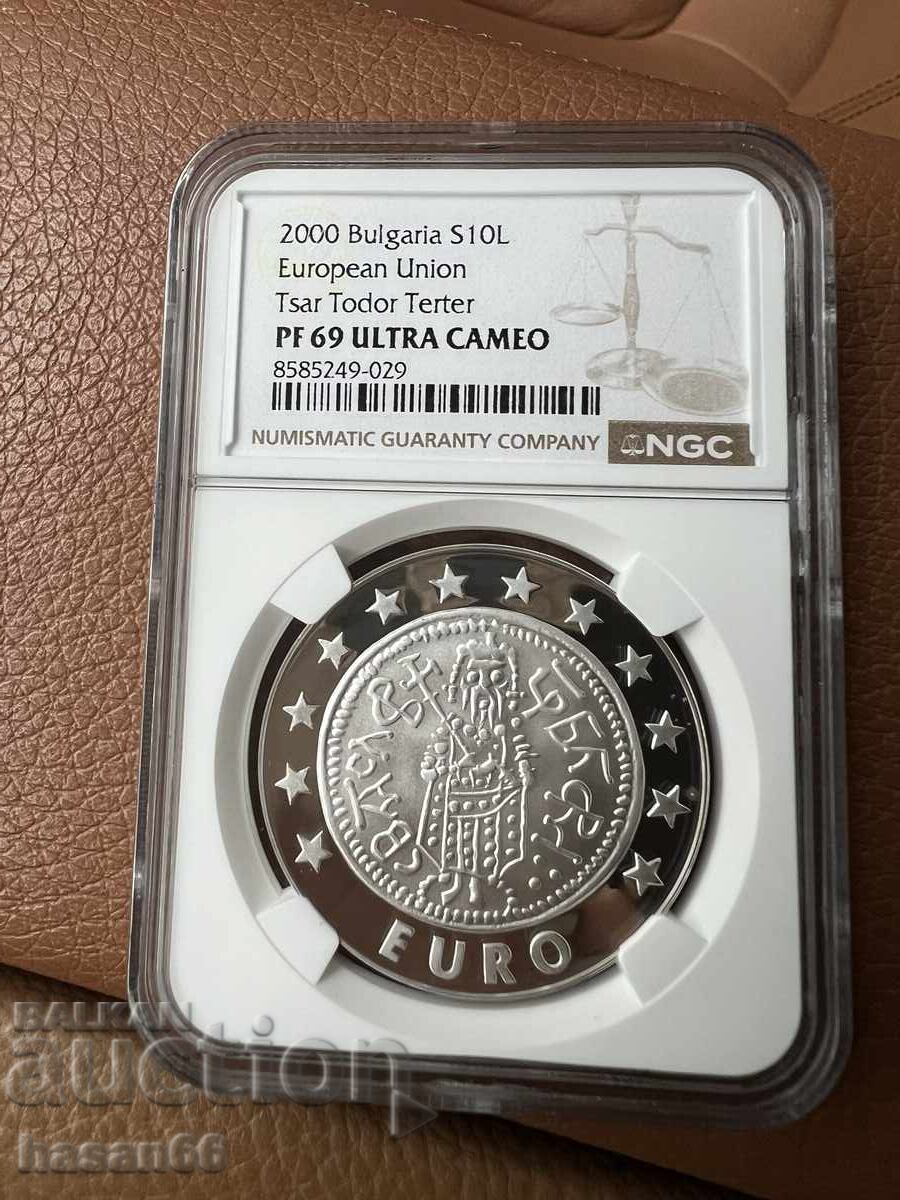 2000 Bulgaria S10L
European Union
Tsar Todor Terter
PF 69 ULTRA CAMEO
8585249-029
NUMISMATIC GUARANTY COMPANY NGC
EURO
BALKAN
auction
hasan66